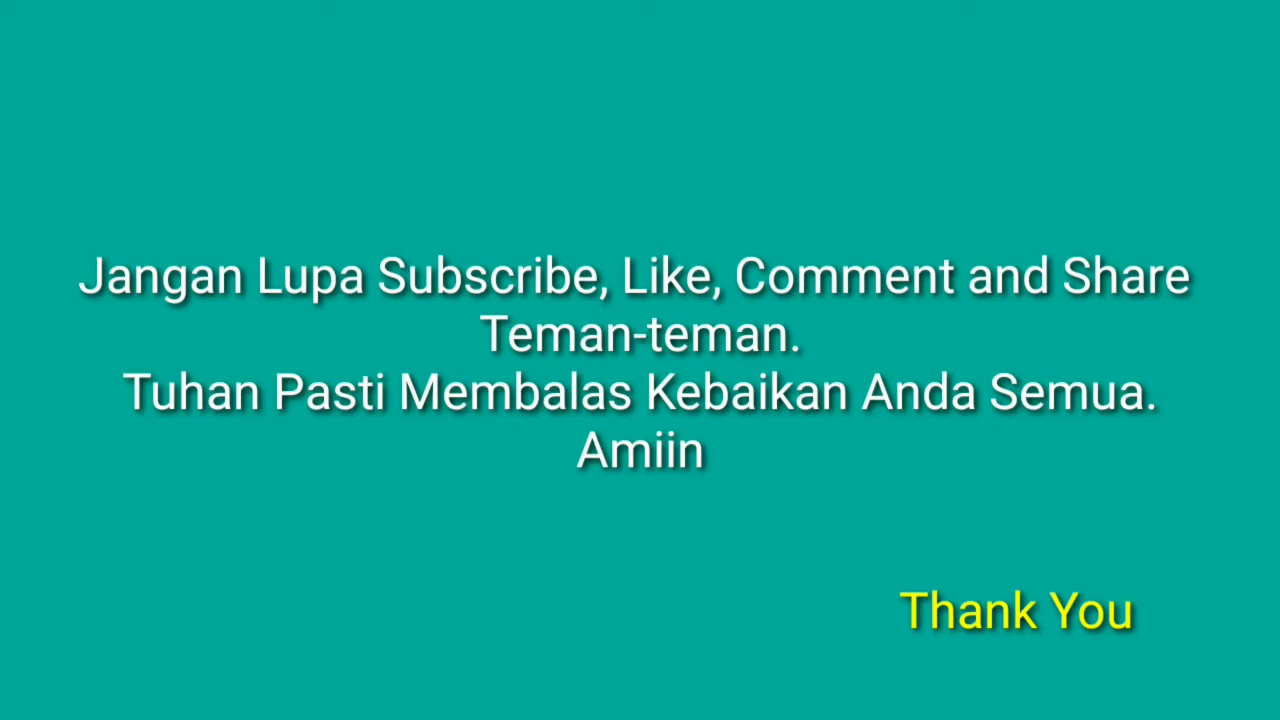 Jangan Lupa Subscribe, Like, Comment and Share
Teman-teman.
Tuhan Pasti Membalas Kebaikan Anda Semua.
Amiin
Thank You